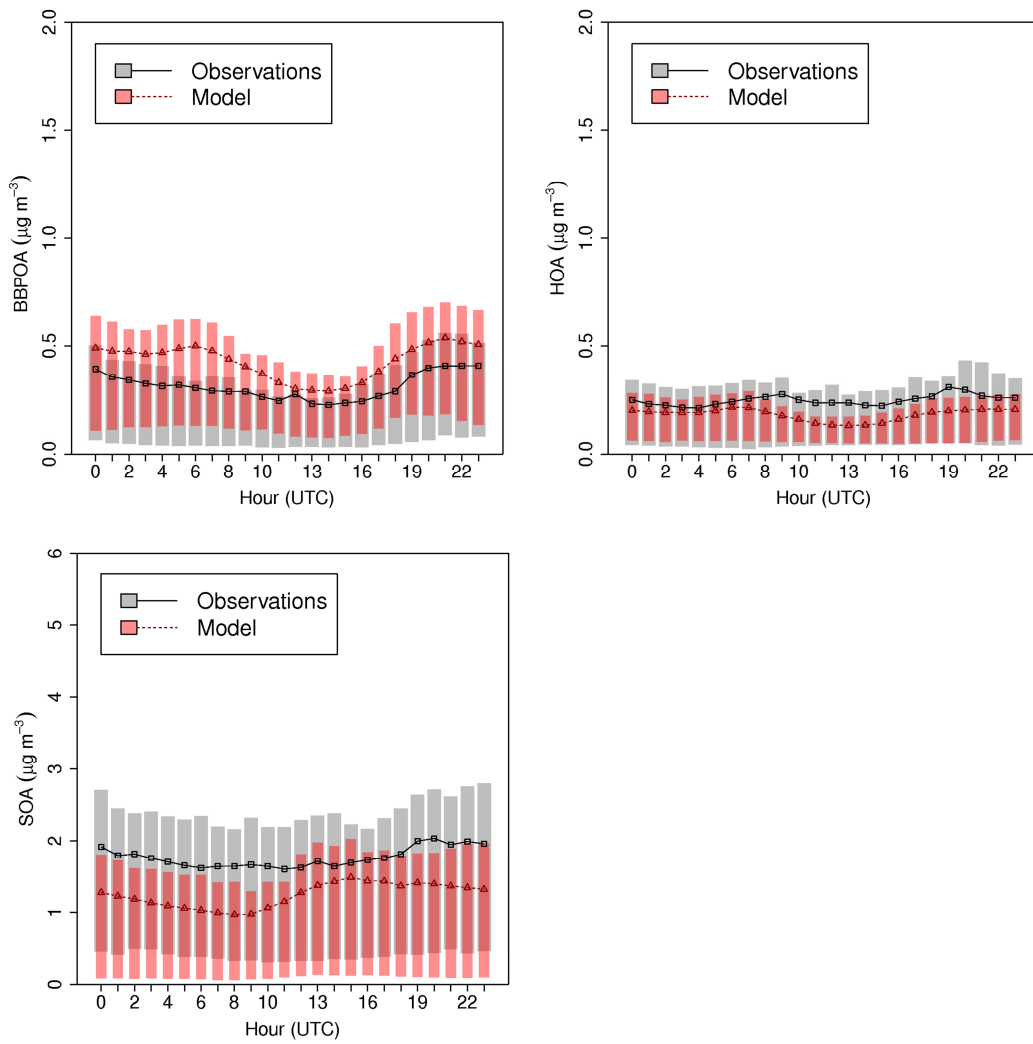 2.0
1.5
1.0
0.5
0.0
BBPOA (μg m⁻³)
Observations
Model
0 2 4 6 8 10 13 16 19 22
Hour (UTC)
2.0
1.5
1.0
0.5
0.0
HOA (μg m⁻³)
Observations
Model
0 2 4 6 8 10 13 16 19 22
Hour (UTC)
6
5
4
3
2
1
0
SOA (μg m⁻³)
Observations
Model
0 2 4 6 8 10 13 16 19 22
Hour (UTC)